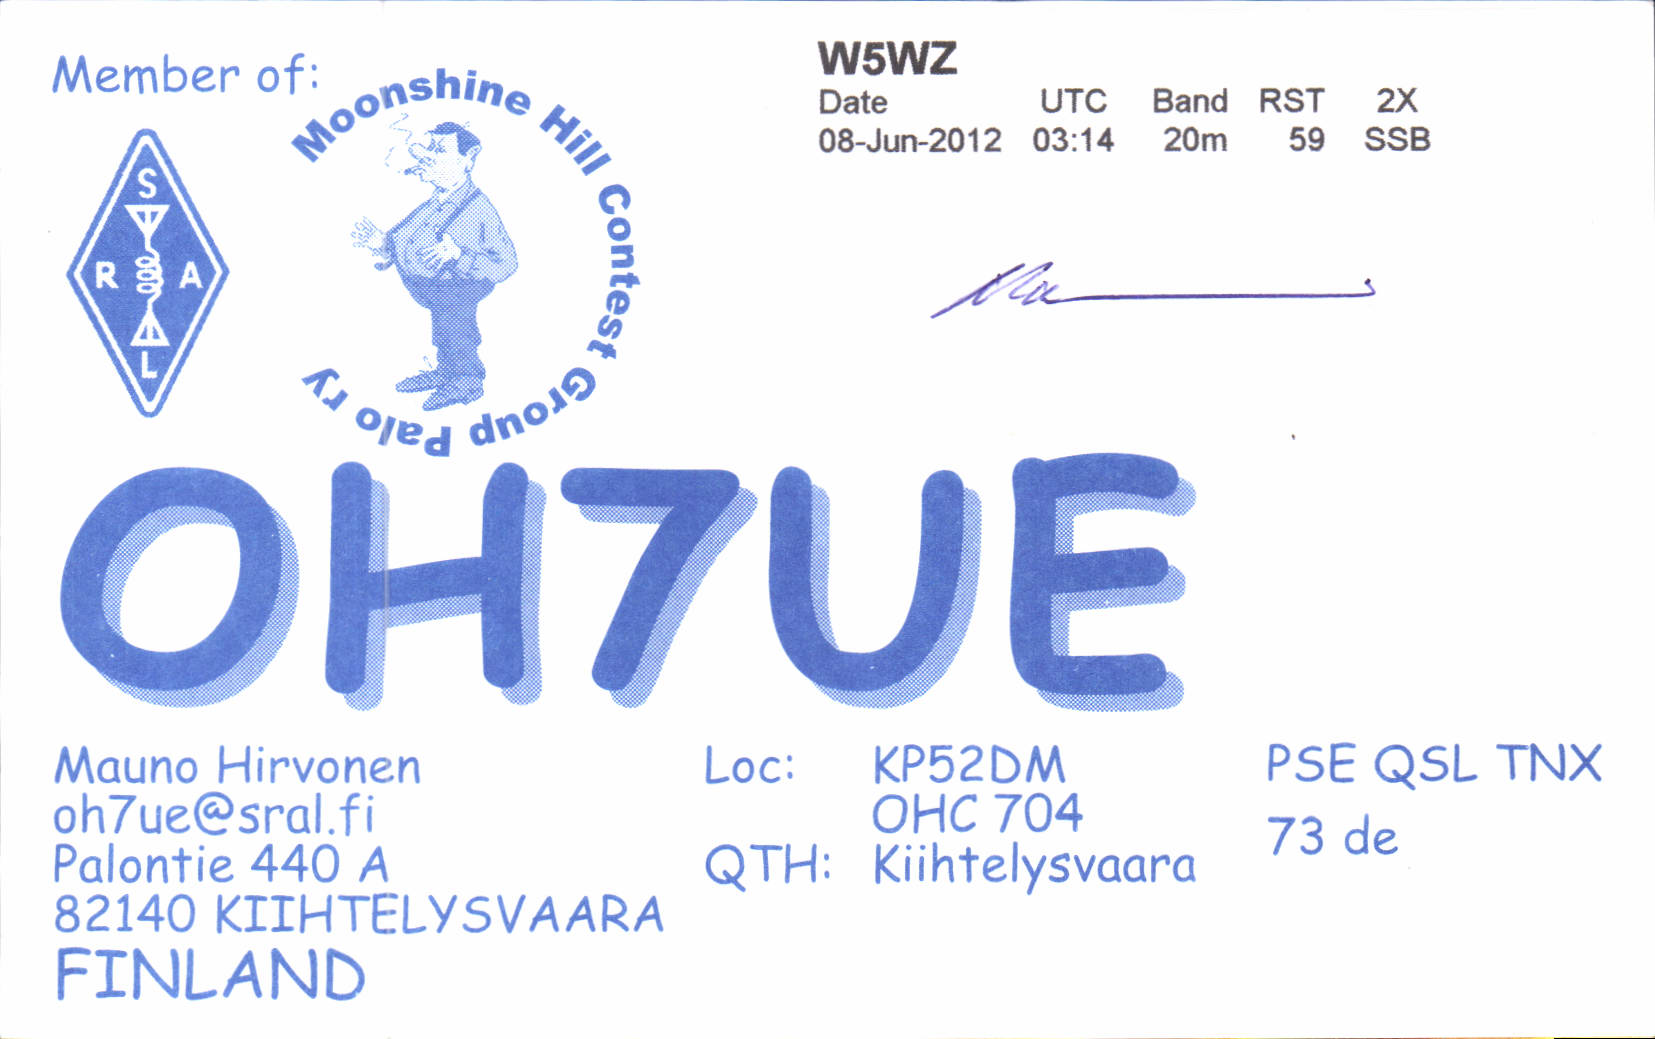 Member of:
S
R A
L
Moonshine Hill Contest Group Palo ry
W5WZ
Date UTC Band RST 2X
08-Jun-2012 03:14 20m 59 SSB
OH7UE
Mauno Hirvonen
oh7ue@sral.fi
Palontie 440 A
82140 KIIHTELYSVAARA
FINLAND
Loc: KP52DM
OHC 704
QTH: Kiihtelysvaara
PSE QSL TNX
73 de